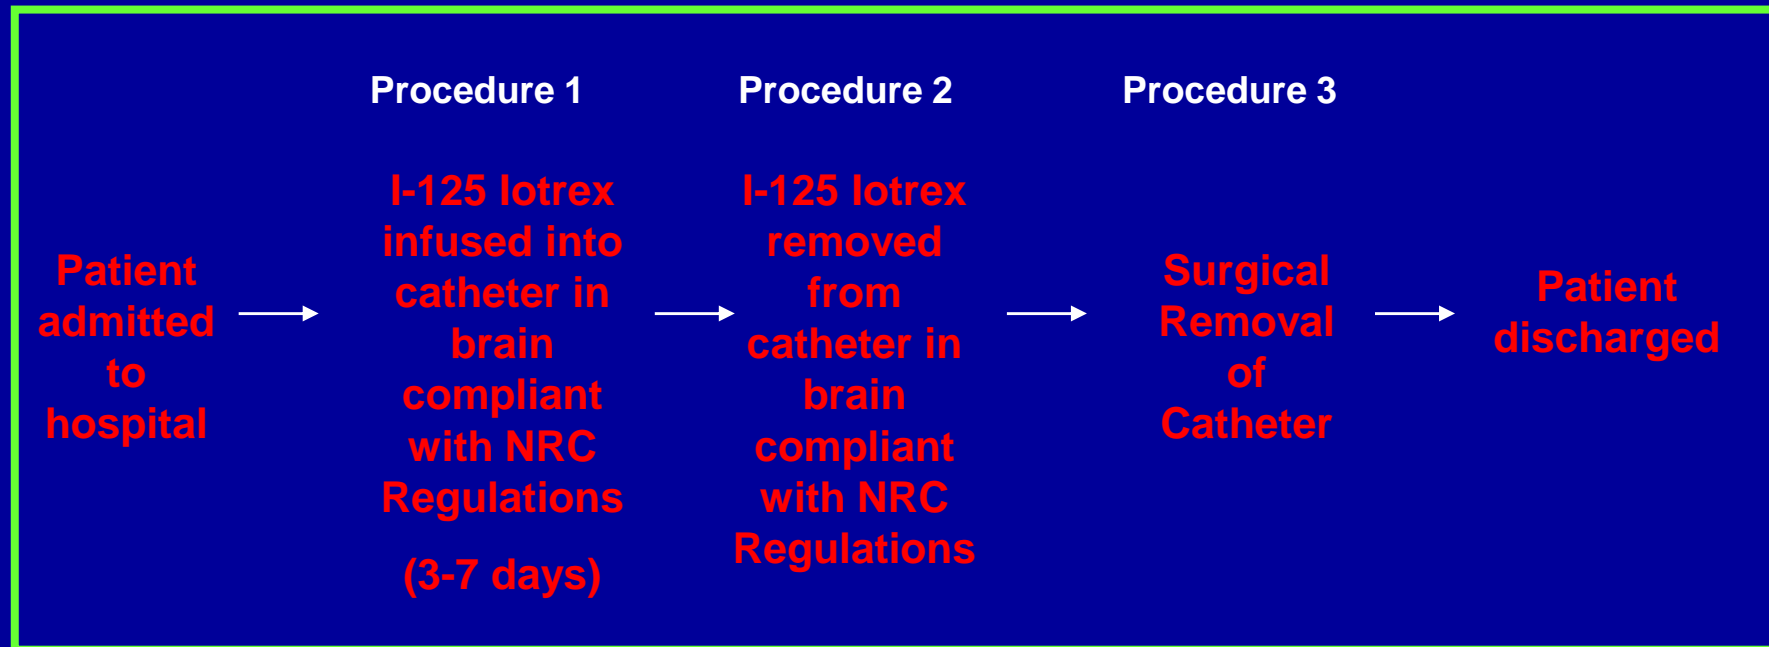 Procedure 1
Procedure 2
Procedure 3
Patient
admitted
to
hospital
I-125 Iotrex
infused into
catheter in
brain
compliant
with NRC
Regulations
(3-7 days)
I-125 Iotrex
removed
from
catheter in
brain
compliant
with NRC
Regulations
Surgical
Removal
of
Catheter
Patient
discharged